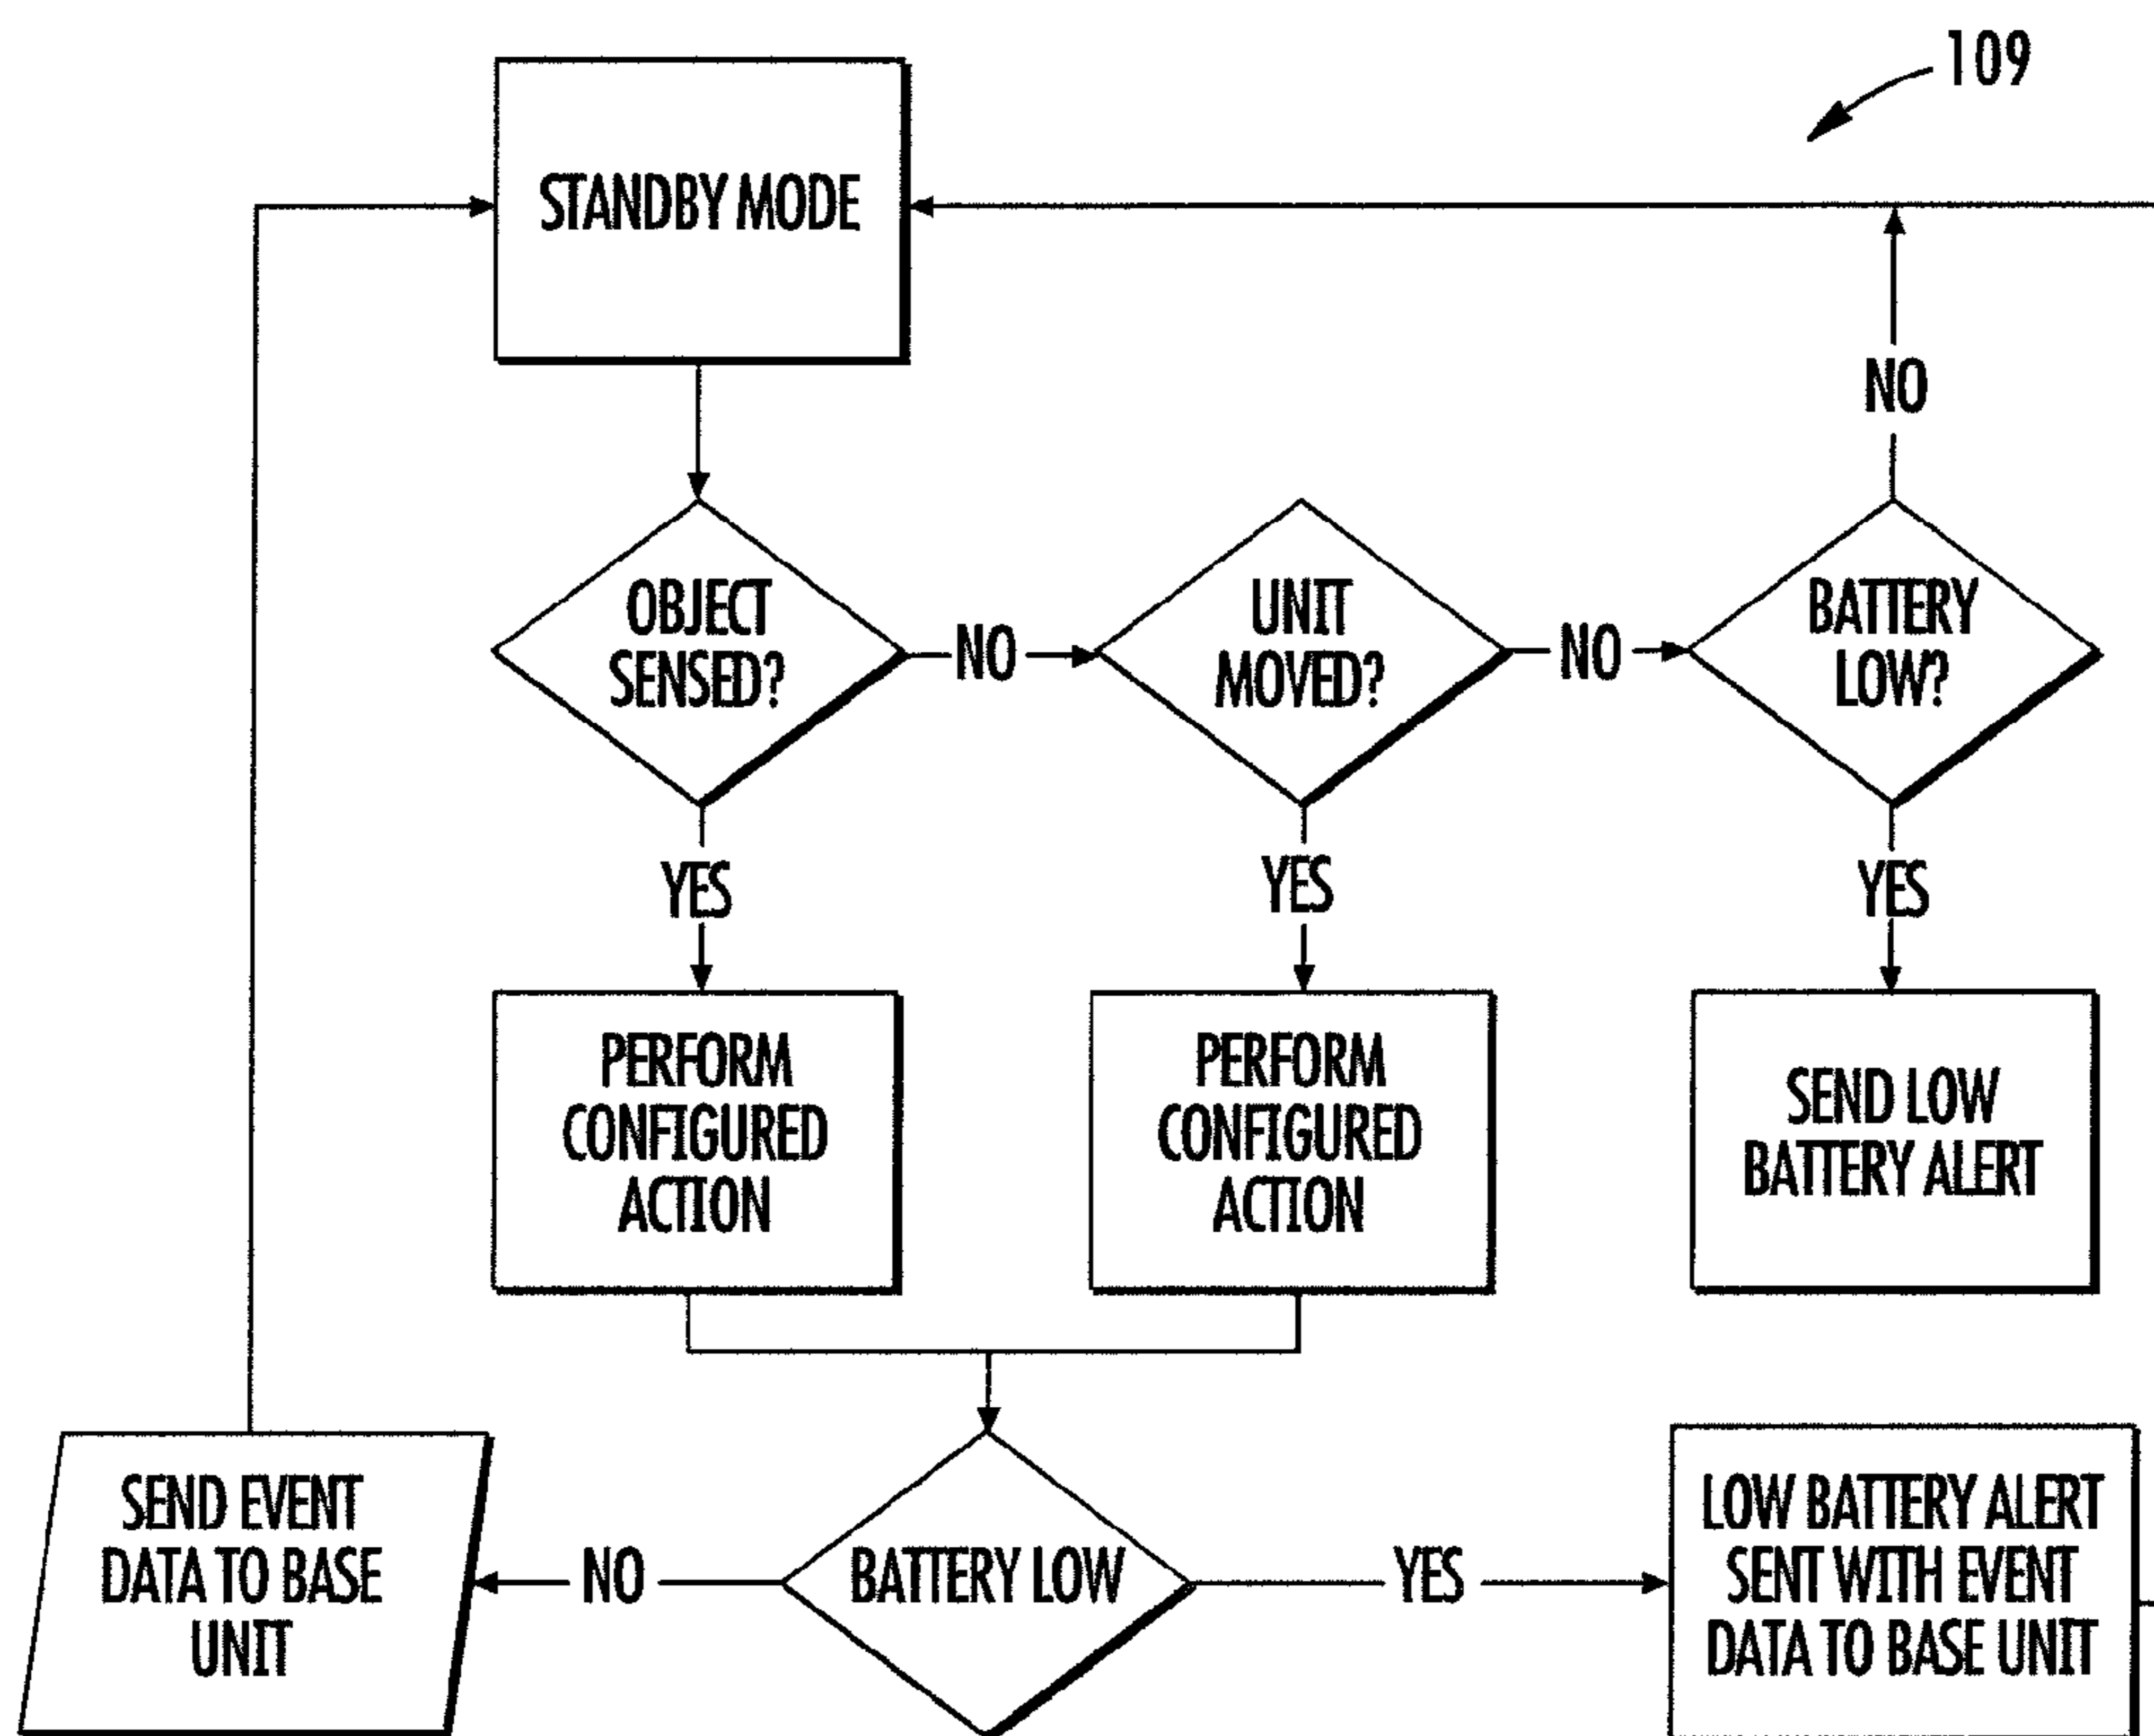 109
STANDBY MODE
NO
OBJECT
SENSED?
NO
UNIT
MOVED?
NO
BATTERY
LOW?
YES
YES
YES
PERFORM
CONFIGURED
ACTION
PERFORM
CONFIGURED
ACTION
SEND LOW
BATTERY ALERT
SEND EVENT
DATA TO BASE
UNIT
NO
BATTERY LOW
YES
LOW BATTERY ALERT
SENT WITH EVENT
DATA TO BASE UNIT